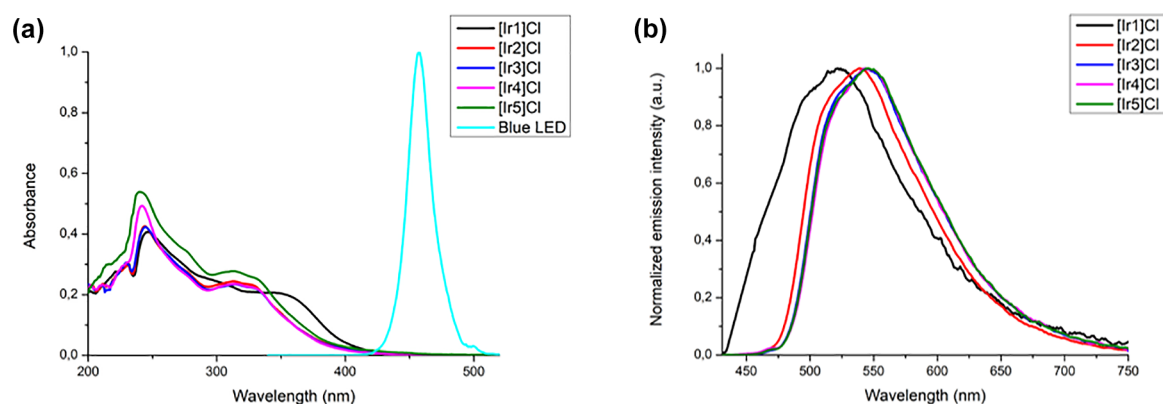 (a)
[Ir1]Cl
[Ir2]Cl
[Ir3]Cl
[Ir4]Cl
[Ir5]Cl
Blue LED
1,0
0,8
0,6
0,4
0,2
0,0
Absorbance
200
300
400
500
Wavelength (nm)
(b)
[Ir1]Cl
[Ir2]Cl
[Ir3]Cl
[Ir4]Cl
[Ir5]Cl
1,0
0,8
0,6
0,4
0,2
0,0
Normalized emission intensity (a.u.)
450
500
550
600
650
700
750
Wavelength (nm)